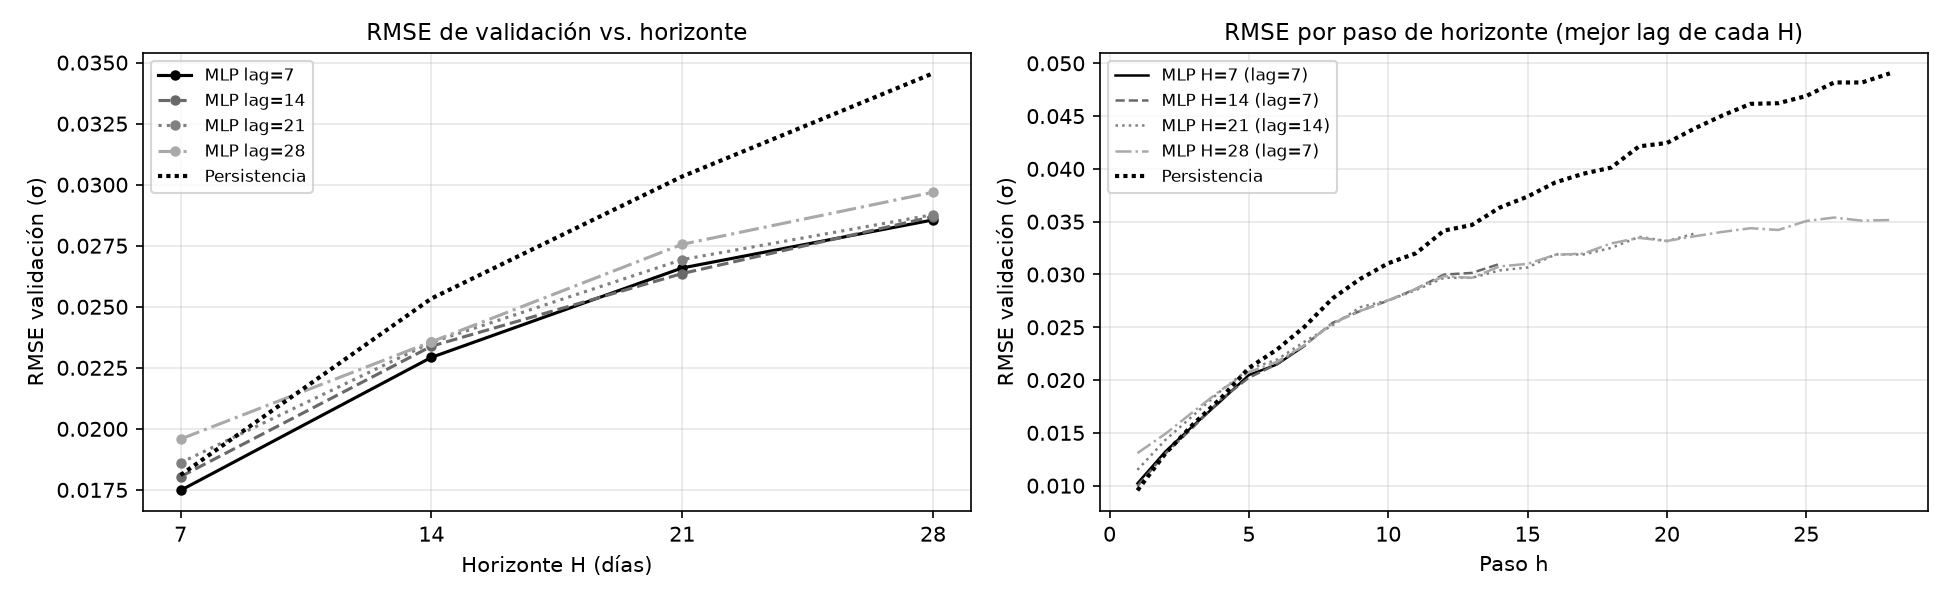 RMSE de validación vs. horizonte
RMSE validación (σ)
0.0350
0.0325
0.0300
0.0275
0.0250
0.0225
0.0200
0.0175
MLP lag=7
MLP lag=14
MLP lag=21
MLP lag=28
Persistencia
7
14
21
28
Horizonte H (días)
RMSE por paso de horizonte (mejor lag de cada H)
RMSE validación (σ)
0.050
0.045
0.040
0.035
0.030
0.025
0.020
0.015
0.010
MLP H=7 (lag=7)
MLP H=14 (lag=7)
MLP H=21 (lag=14)
MLP H=28 (lag=7)
Persistencia
0
5
10
15
20
25
Paso h